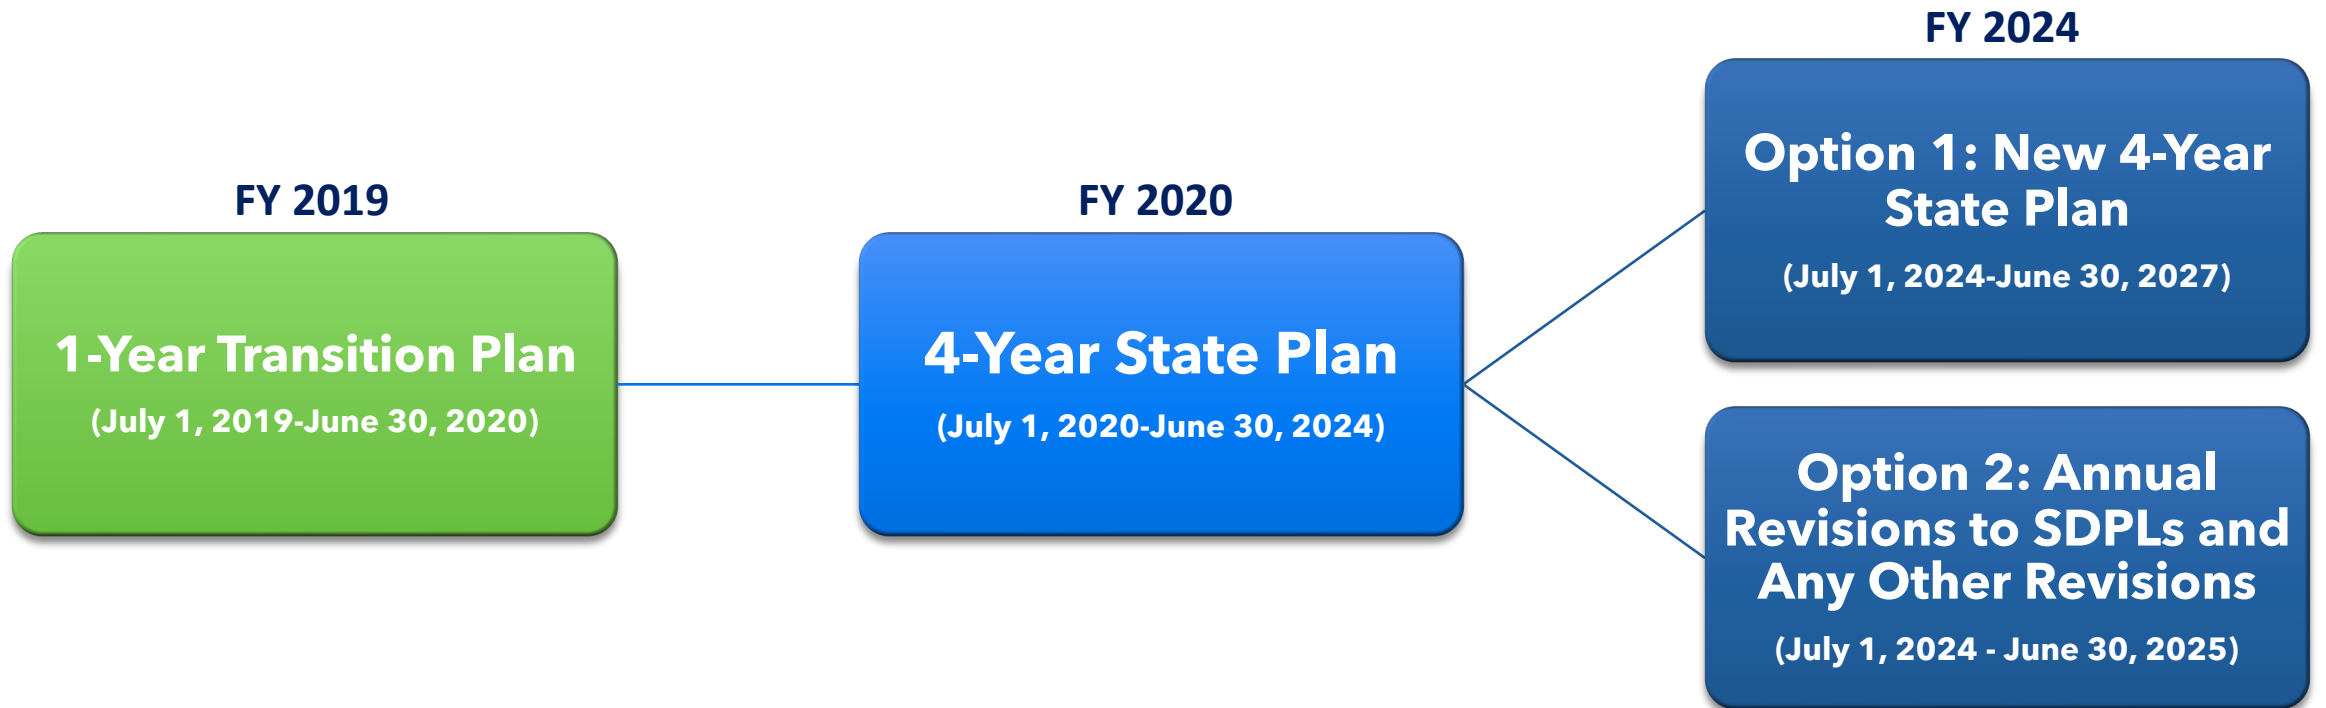 FY 2019
1-Year Transition Plan
(July 1, 2019-June 30, 2020)
FY 2020
4-Year State Plan
(July 1, 2020-June 30, 2024)
FY 2024
Option 1: New 4-Year
State Plan
(July 1, 2024-June 30, 2027)
Option 2: Annual
Revisions to SDPLs and
Any Other Revisions
(July 1, 2024 - June 30, 2025)